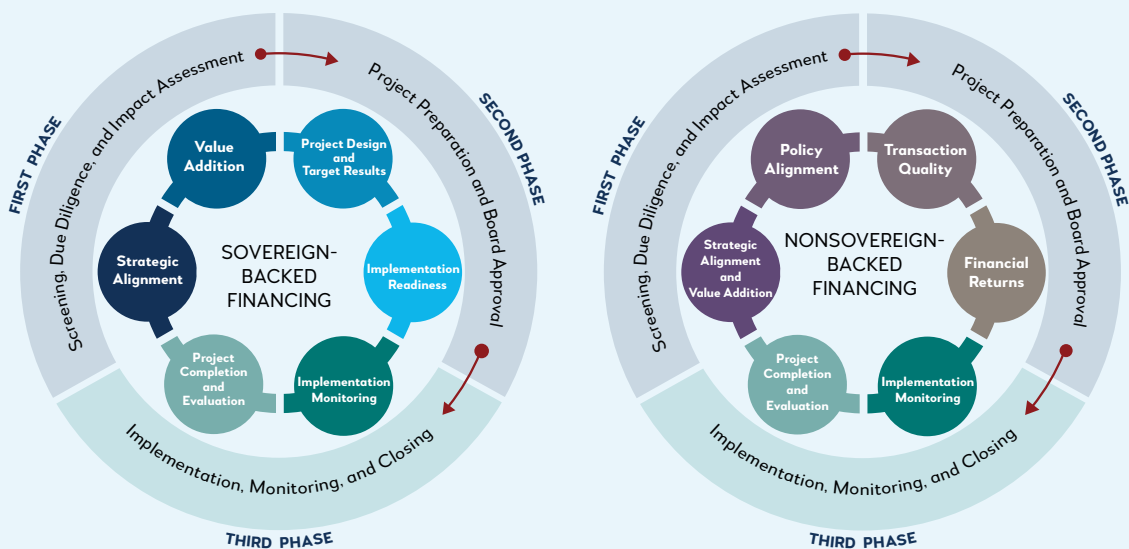 FIRST PHASE
Screening, Due Diligence, and Impact Assessment
SECOND PHASE
Project Preparation and Board Approval
Value
Addition
Project Design
and
Target Results
Strategic
Alignment
SOVEREIGN-
BACKED
FINANCING
Implementation
Readiness
Project
Completion
and
Evaluation
Implementation
Monitoring
Implementation, Monitoring, and Closing
THIRD PHASE
FIRST PHASE
Screening, Due Diligence, and Impact Assessment
SECOND PHASE
Project Preparation and Board Approval
Policy
Alignment
Transaction
Quality
Strategic
Alignment
and
Value Addition
NONSOVEREIGN-
BACKED
FINANCING
Financial
Returns
Project
Completion
and
Evaluation
Implementation
Monitoring
Implementation, Monitoring, and Closing
THIRD PHASE